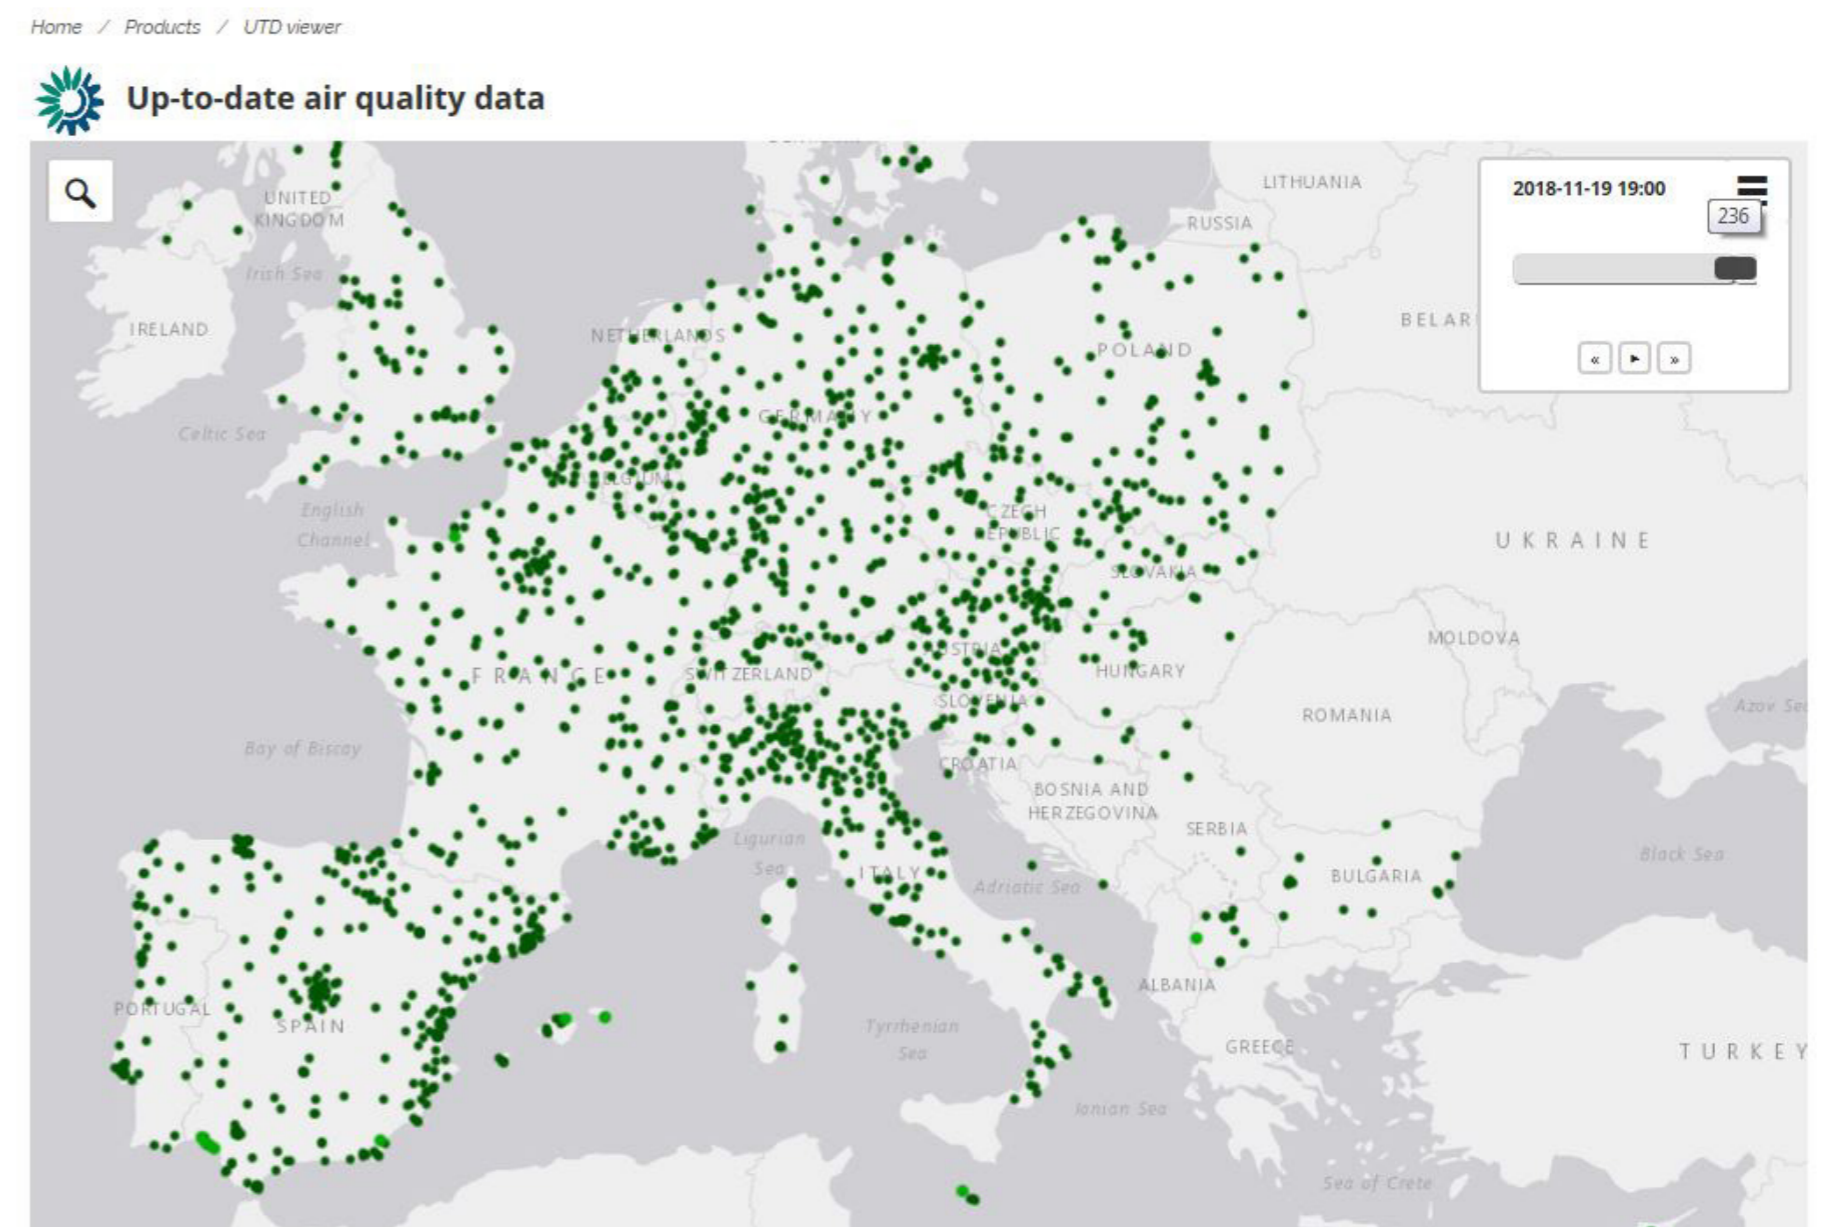 Home / Products / UTD viewer
Up-to-date air quality data
2018-11-19 19:00
236
«
►
»
LITHUANIA
UNITED
KINGDOM
RUSSIA
Irish Sea
IRELAND
NETHERLANDS
BELAR
POLAND
GERMANY
Celtic Sea
BELGIUM
English
Channel
CZECH
REPUBLIC
UKRAINE
SLOVAKIA
MOLDOVA
AUSTRIA
FRANCE
SWITZERLAND
HUNGARY
SLOVENIA
Azov Sea
ROMANIA
Bay of Biscay
CROATIA
BOSNIA AND
HERZEGOVINA
SERBIA
Ligurian
Sea
Black Sea
ITALY
BULGARIA
Adriatic Sea
ALBANIA
PORTUGAL
SPAIN
Tyrrhenian
Sea
GREECE
TURKEY
Ionian Sea
Sea of Crete